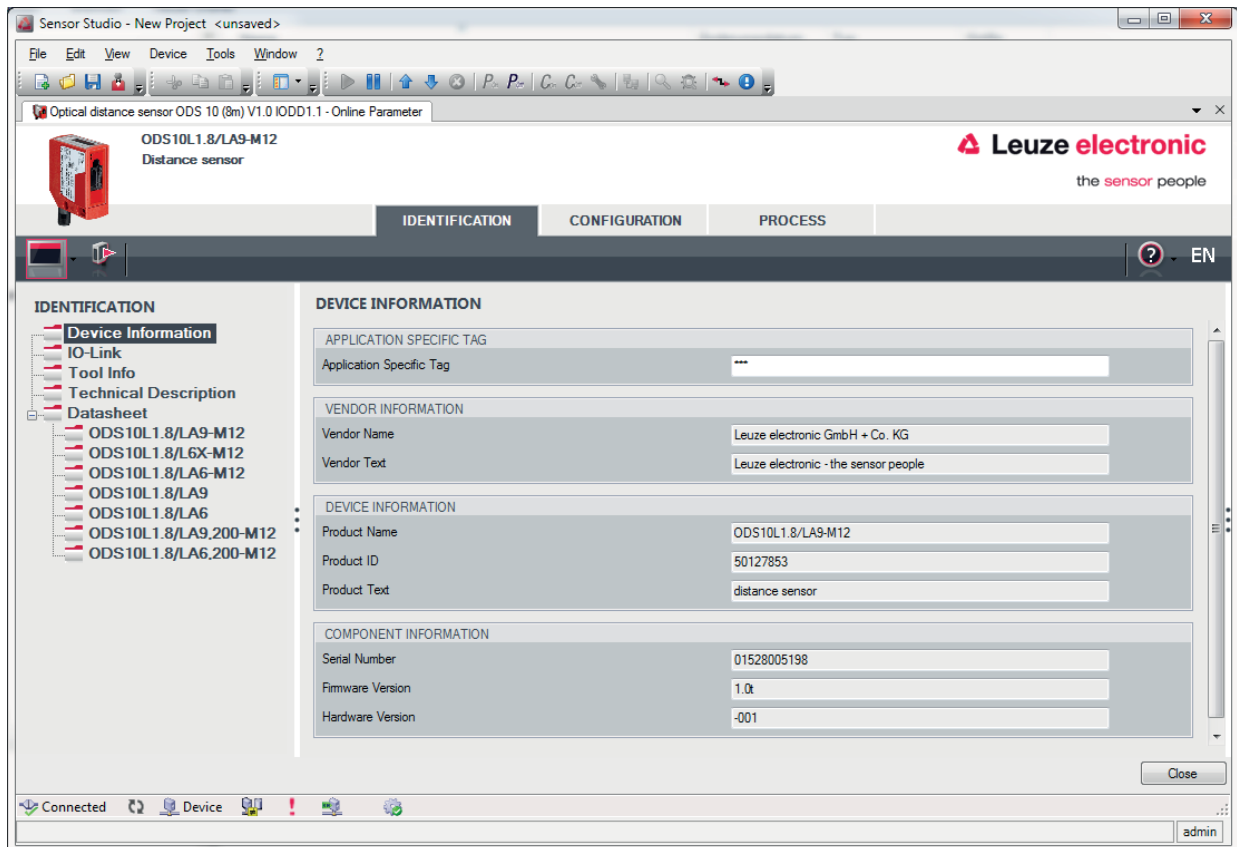 Sensor Studio - New Project <unsaved>
File Edit View Device Tools Window ?
Optical distance sensor ODS 10 (8m) V1.0 IODD1.1 - Online Parameter
ODS10L1.8/LA9-M12
Distance sensor
Leuze electronic
the sensor people
IDENTIFICATION CONFIGURATION PROCESS
EN
IDENTIFICATION
Device Information
IO-Link
Tool Info
Technical Description
Datasheet
ODS10L1.8/LA9-M12
ODS10L1.8/L6X-M12
ODS10L1.8/LA6-M12
ODS10L1.8/LA9
ODS10L1.8/LA6
ODS10L1.8/LA9,200-M12
ODS10L1.8/LA6,200-M12
DEVICE INFORMATION
APPLICATION SPECIFIC TAG
Application Specific Tag ***
VENDOR INFORMATION
Vendor Name Leuze electronic GmbH + Co. KG
Vendor Text Leuze electronic - the sensor people
DEVICE INFORMATION
Product Name ODS10L1.8/LA9-M12
Product ID 50127853
Product Text distance sensor
COMPONENT INFORMATION
Serial Number 01528005198
Firmware Version 1.0t
Hardware Version -001
Close
Connected Device
admin